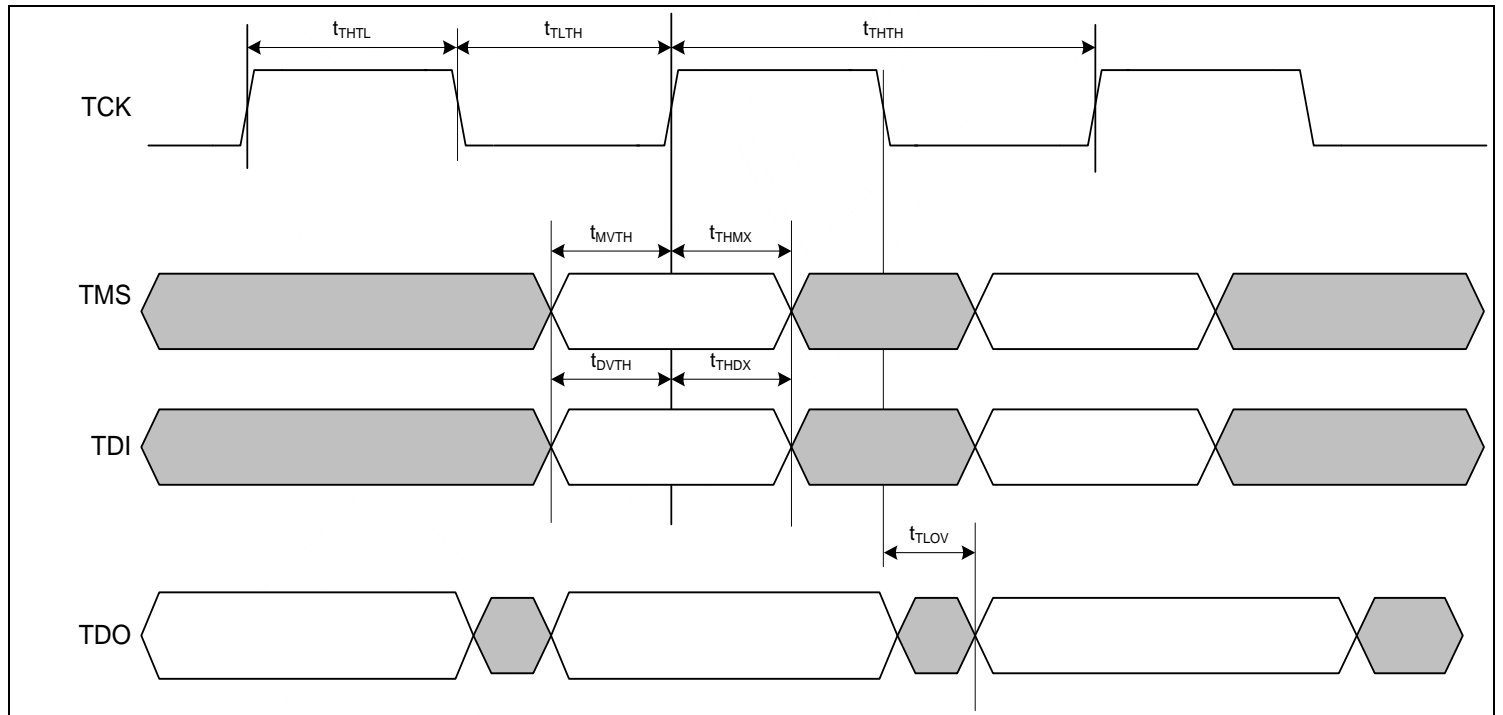 tTHTL tTLTH tTHTH
TCK
tMVTH tTHMX
TMS
tDVTH tTHDX
TDI
tTLOV
TDO